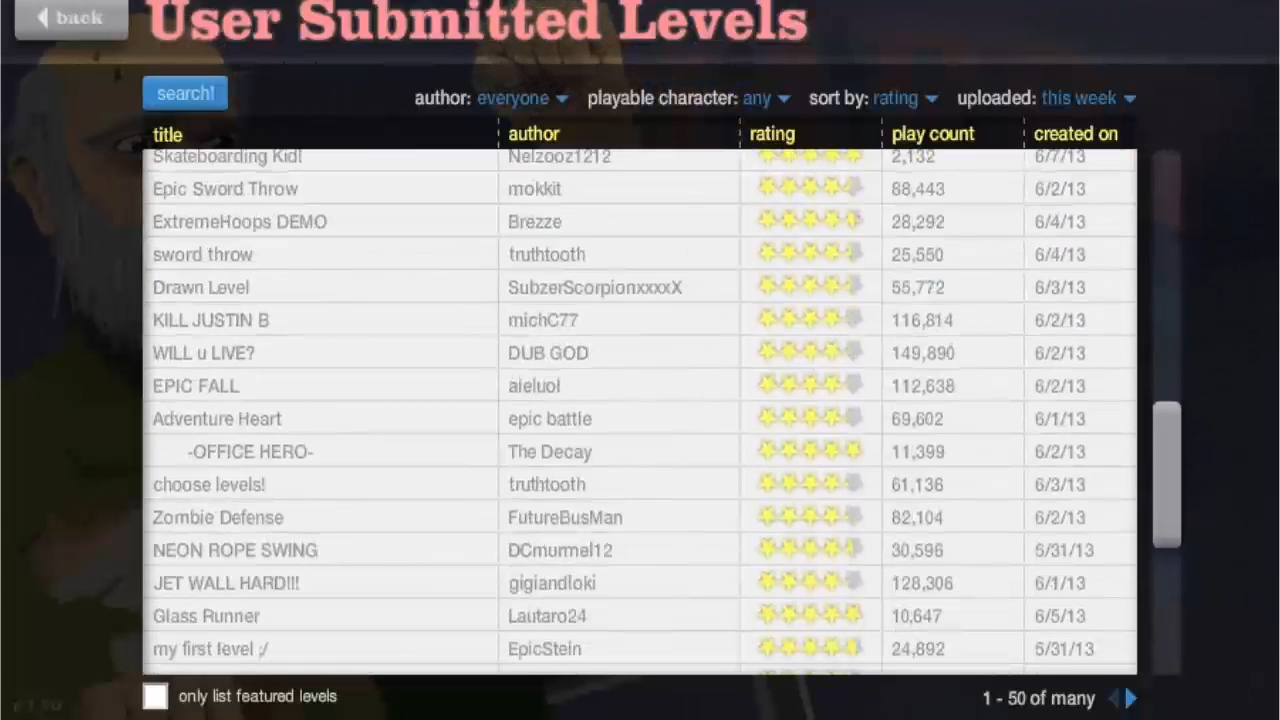 back
User Submitted Levels
search!
author: everyone playable character: any sort by: rating uploaded: this week
title author rating play count created on
Skateboarding Kid! Nelzooz1212 2,132 6/7/13
Epic Sword Throw mokkit 88,443 6/2/13
ExtremeHoops DEMO Brezze 28,292 6/4/13
sword throw truthtooth 25,550 6/4/13
Drawn Level SubzerScorpionxxxxX 55,772 6/3/13
KILL JUSTIN B michC77 116,814 6/2/13
WILL u LIVE? DUB GOD 149,890 6/2/13
EPIC FALL aieluol 112,638 6/2/13
Adventure Heart epic battle 69,602 6/1/13
-OFFICE HERO- The Decay 11,399 6/2/13
choose levels! truthtooth 61,136 6/3/13
Zombie Defense FutureBusMan 82,104 6/2/13
NEON ROPE SWING DCmurmel12 30,596 5/31/13
JET WALL HARD!!! gigiandloki 128,306 6/1/13
Glass Runner Lautaro24 10,647 6/5/13
my first level ;/ EpicStein 24,892 5/31/13
only list featured levels 1 - 50 of many